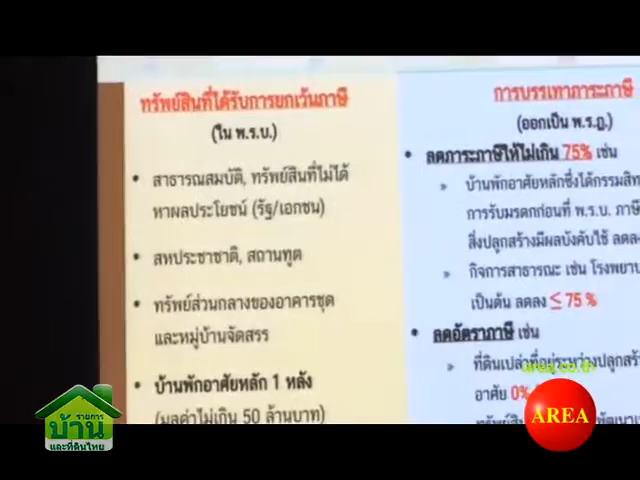 ทรัพย์สินที่ได้รับการยกเว้นภาษี
(ใน พ.ร.บ.)
• สาธารณสมบัติ, ทรัพย์สินที่ไม่ได้
หาผลประโยชน์ (รัฐ/เอกชน)
• สหประชาชาติ, สถานทูต
• ทรัพย์ส่วนกลางของอาคารชุด
และหมู่บ้านจัดสรร
• บ้านพักอาศัยหลัก 1 หลัง
(มูลค่าไม่เกิน 50 ล้านบาท)
การบรรเทาภาระภาษี
(ออกเป็น พ.ร.ฎ.)
• ลดภาระภาษีให้ไม่เกิน 75% เช่น
» บ้านพักอาศัยหลักซึ่งได้กรรมสิท
การรับมรดกก่อนที่ พ.ร.บ. ภาษี
สิ่งปลูกสร้างมีผลบังคับใช้ ลดลง
» กิจการสาธารณะ เช่น โรงพยาบ
เป็นต้น ลดลง ≤ 75 %
• ลดอัตราภาษี เช่น
» ที่ดินเปล่าที่อยู่ระหว่างปลูกสร้
อาศัย 0%
area.co.th
AREA
รายการ
บ้าน
และที่ดินไทย